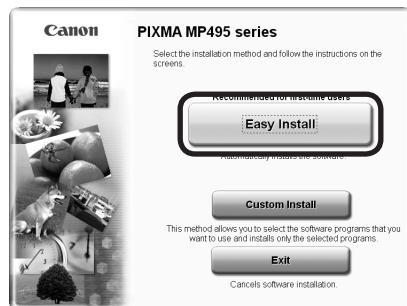 Canon
PIXMA MP495 series
Select the installation method and follow the instructions on the
screens.
Recommended for first-time users
Easy Install
Automatically installs the software.
Custom Install
This method allows you to select the software programs that you
want to use and installs only the selected programs.
Exit
Cancels software installation.